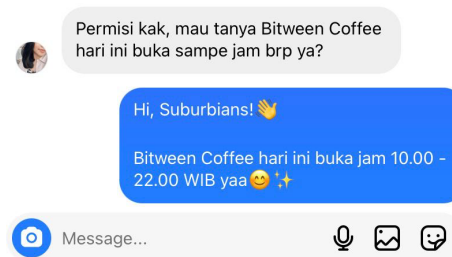 Permisi kak, mau tanya Bitween Coffee
hari ini buka sampe jam brp ya?
Hi, Suburbians!👋
Bitween Coffee hari ini buka jam 10.00 -
22.00 WIB yaa😊✨
Message...